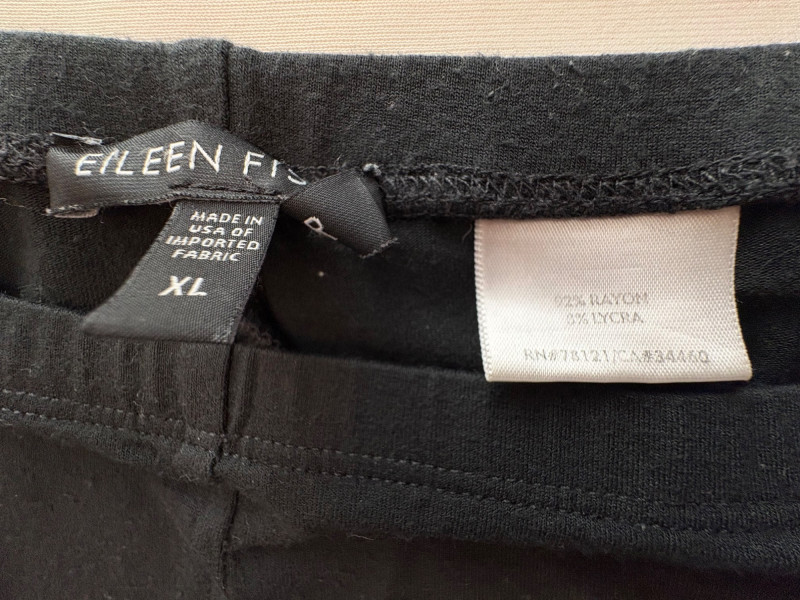 EILEEN FIS
P
MADE IN
USA OF
IMPORTED
FABRIC
XL
92% RAYON
8% LYCRA
RN#78121/CA#34460